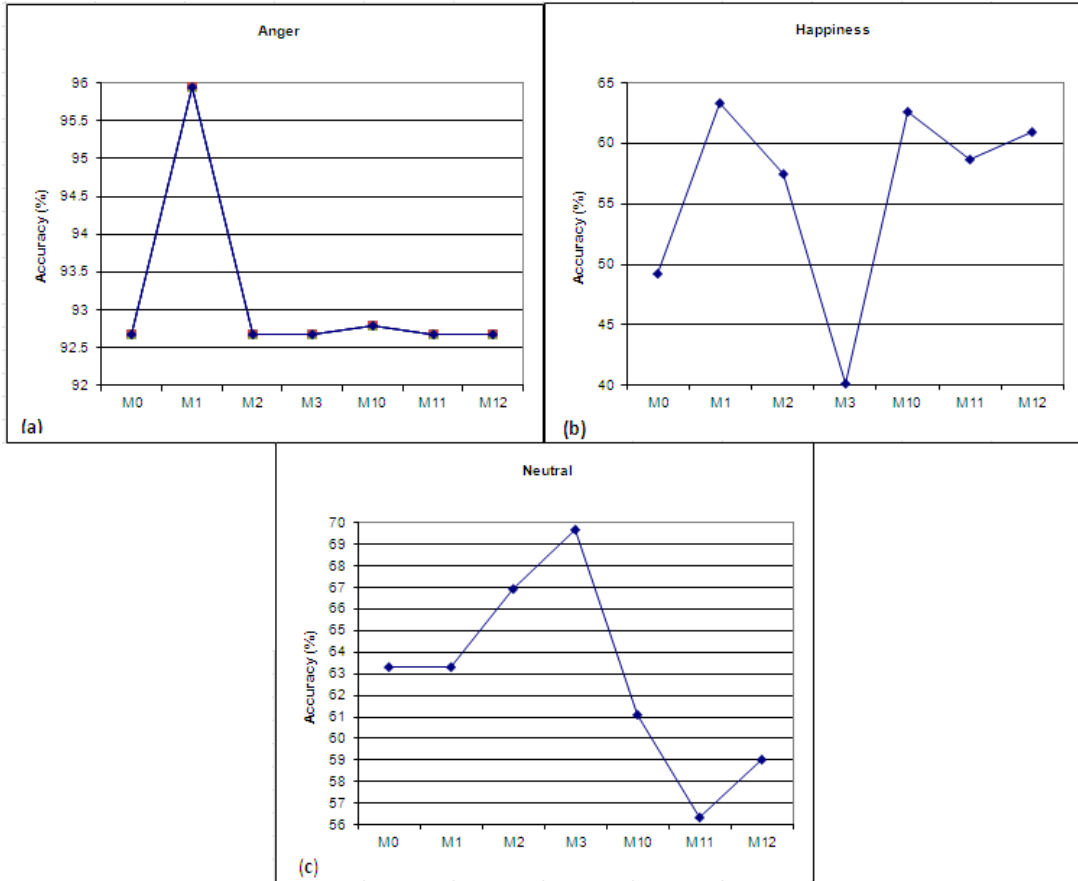 Anger
Accuracy (%)
96
95.5
95
94.5
94
93.5
93
92.5
92
M0 M1 M2 M3 M10 M11 M12
(a)
Happiness
Accuracy (%)
65
60
55
50
45
40
M0 M1 M2 M3 M10 M11 M12
(b)
Neutral
Accuracy (%)
70
69
68
67
66
65
64
63
62
61
60
59
58
57
56
M0 M1 M2 M3 M10 M11 M12
(c)